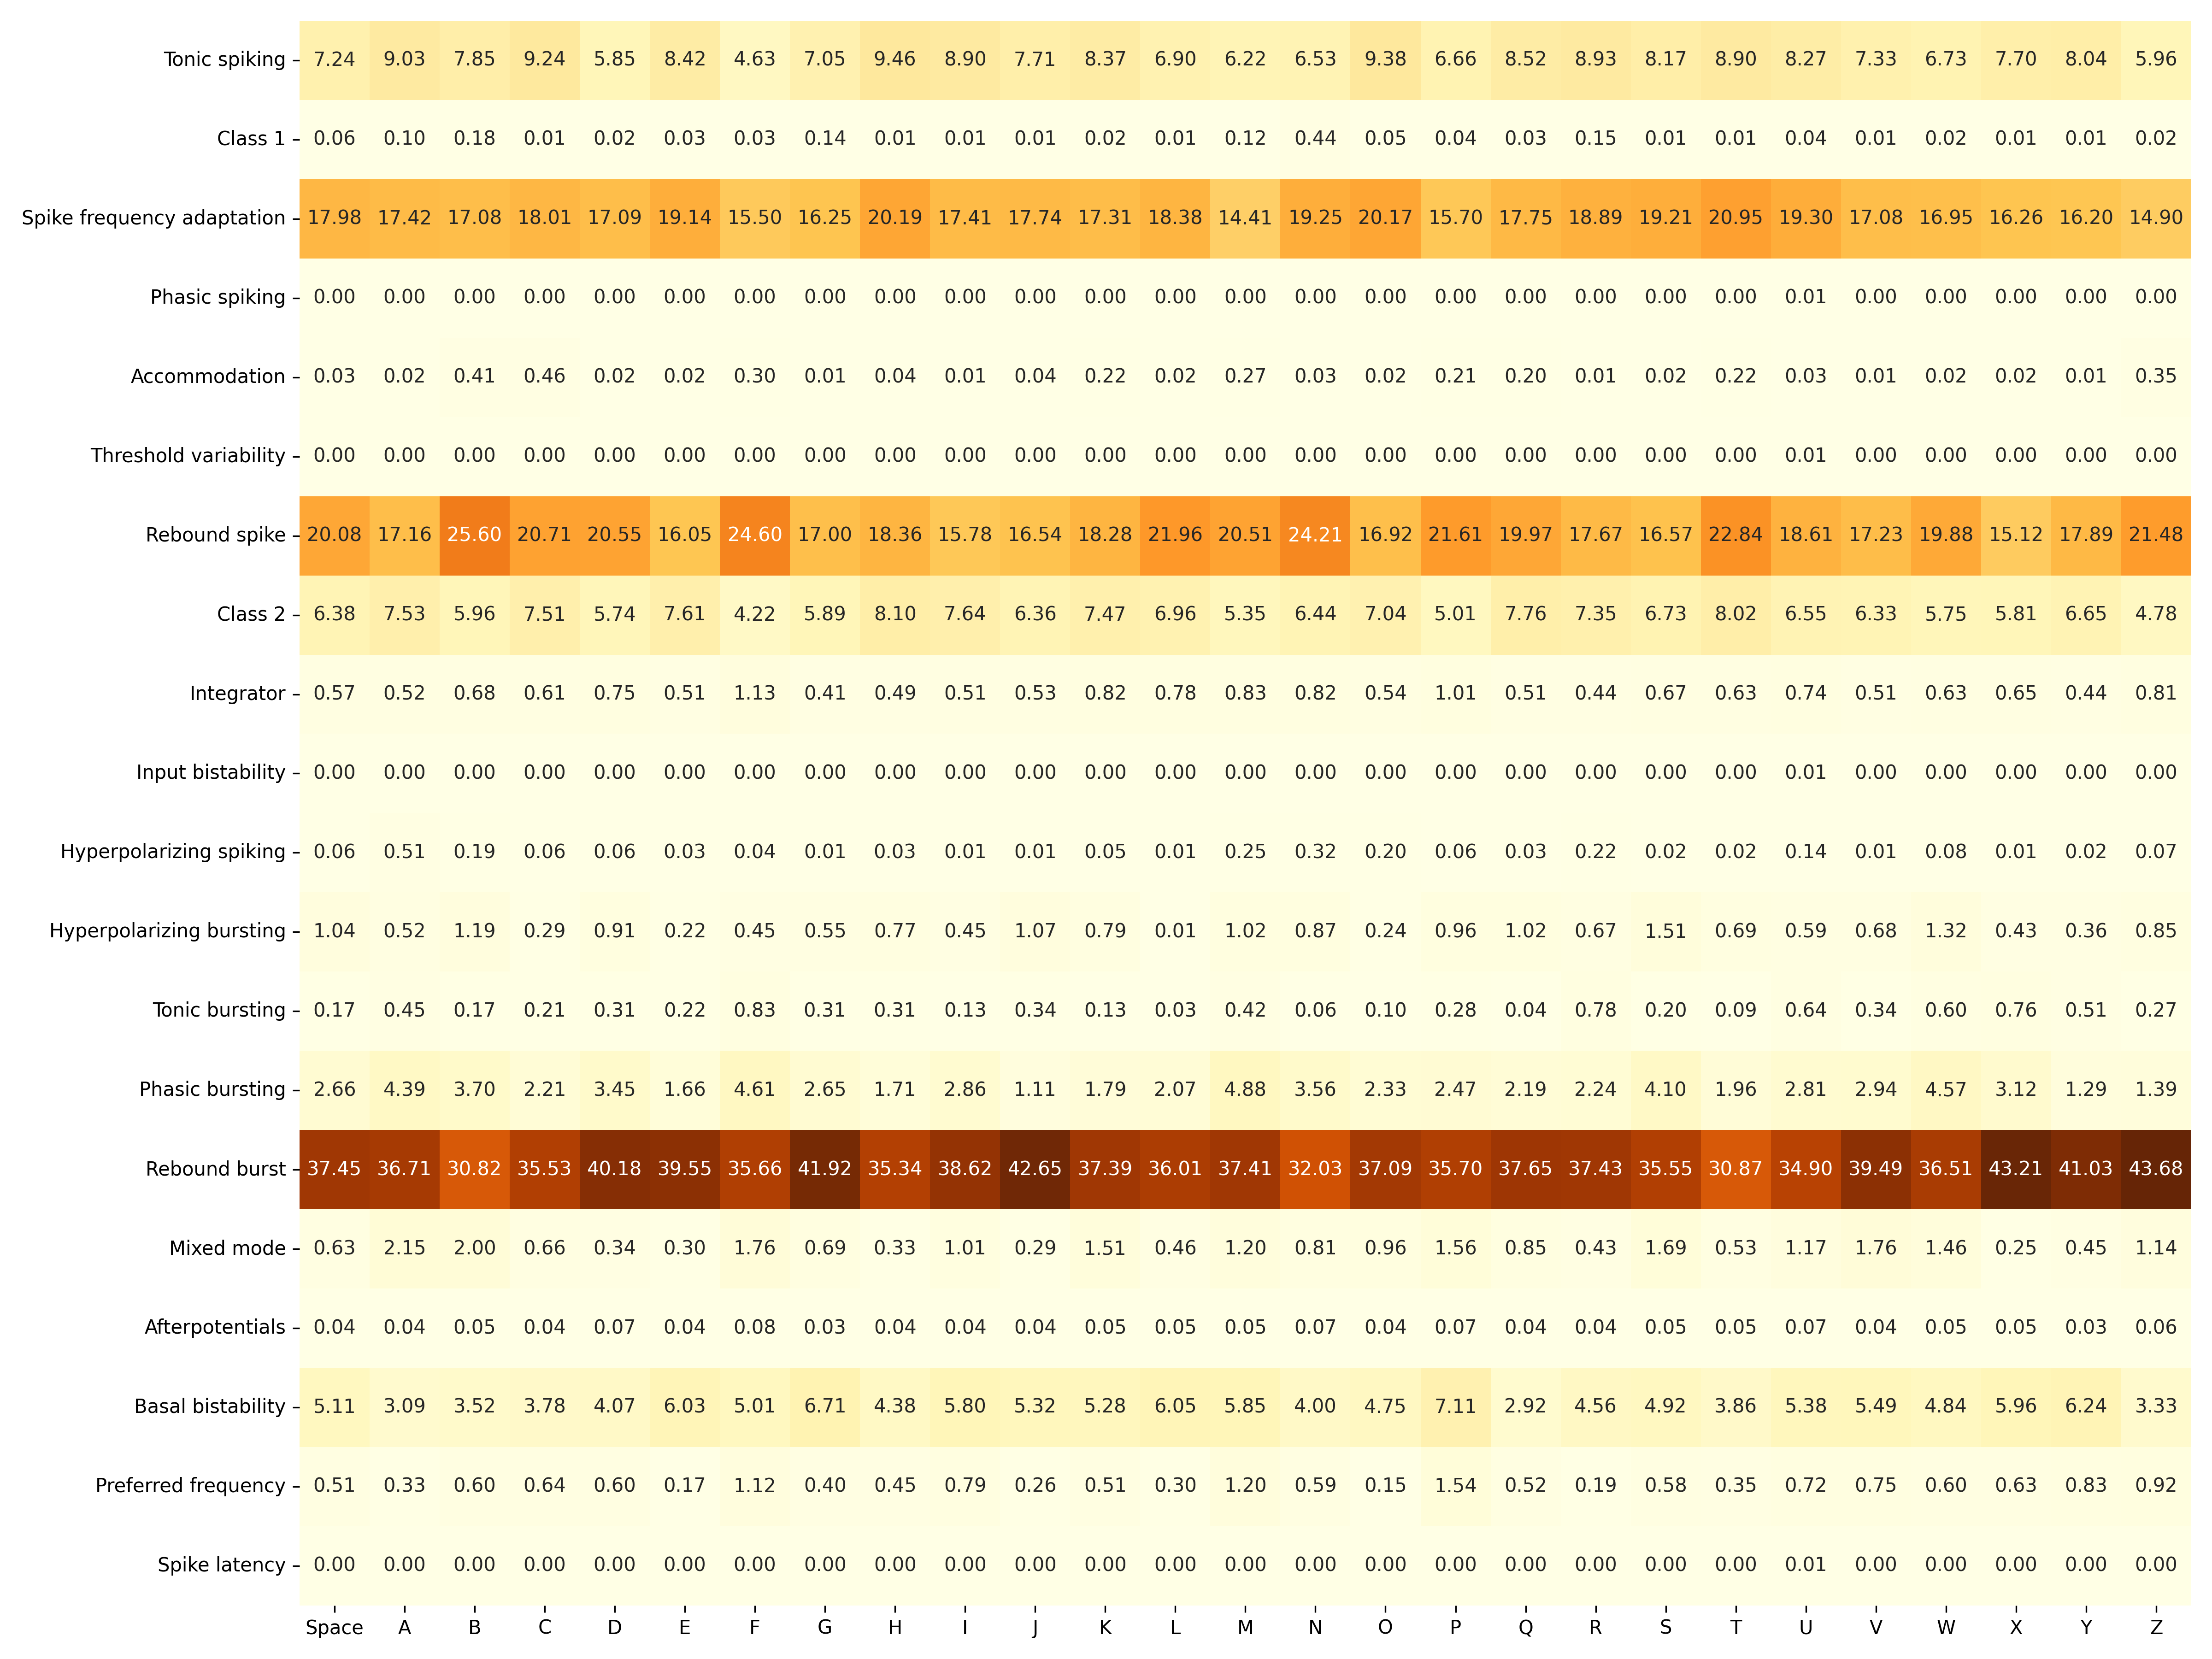 Tonic spiking 7.24 9.03 7.85 9.24 5.85 8.42 4.63 7.05 9.46 8.90 7.71 8.37 6.90 6.22 6.53 9.38 6.66 8.52 8.93 8.17 8.90 8.27 7.33 6.73 7.70 8.04 5.96
Class 1 0.06 0.10 0.18 0.01 0.02 0.03 0.03 0.14 0.01 0.01 0.01 0.02 0.01 0.12 0.44 0.05 0.04 0.03 0.15 0.01 0.01 0.04 0.01 0.02 0.01 0.01 0.02
Spike frequency adaptation 17.98 17.42 17.08 18.01 17.09 19.14 15.50 16.25 20.19 17.41 17.74 17.31 18.38 14.41 19.25 20.17 15.70 17.75 18.89 19.21 20.95 19.30 17.08 16.95 16.26 16.20 14.90
Phasic spiking 0.00 0.00 0.00 0.00 0.00 0.00 0.00 0.00 0.00 0.00 0.00 0.00 0.00 0.00 0.00 0.00 0.00 0.00 0.00 0.00 0.00 0.01 0.00 0.00 0.00 0.00 0.00
Accommodation 0.03 0.02 0.41 0.46 0.02 0.02 0.30 0.01 0.04 0.01 0.04 0.22 0.02 0.27 0.03 0.02 0.21 0.20 0.01 0.02 0.22 0.03 0.01 0.02 0.02 0.01 0.35
Threshold variability 0.00 0.00 0.00 0.00 0.00 0.00 0.00 0.00 0.00 0.00 0.00 0.00 0.00 0.00 0.00 0.00 0.00 0.00 0.00 0.00 0.00 0.01 0.00 0.00 0.00 0.00 0.00
Rebound spike 20.08 17.16 25.60 20.71 20.55 16.05 24.60 17.00 18.36 15.78 16.54 18.28 21.96 20.51 24.21 16.92 21.61 19.97 17.67 16.57 22.84 18.61 17.23 19.88 15.12 17.89 21.48
Class 2 6.38 7.53 5.96 7.51 5.74 7.61 4.22 5.89 8.10 7.64 6.36 7.47 6.96 5.35 6.44 7.04 5.01 7.76 7.35 6.73 8.02 6.55 6.33 5.75 5.81 6.65 4.78
Integrator 0.57 0.52 0.68 0.61 0.75 0.51 1.13 0.41 0.49 0.51 0.53 0.82 0.78 0.83 0.82 0.54 1.01 0.51 0.44 0.67 0.63 0.74 0.51 0.63 0.65 0.44 0.81
Input bistability 0.00 0.00 0.00 0.00 0.00 0.00 0.00 0.00 0.00 0.00 0.00 0.00 0.00 0.00 0.00 0.00 0.00 0.00 0.00 0.00 0.00 0.01 0.00 0.00 0.00 0.00 0.00
Hyperpolarizing spiking 0.06 0.51 0.19 0.06 0.06 0.03 0.04 0.01 0.03 0.01 0.01 0.05 0.01 0.25 0.32 0.20 0.06 0.03 0.22 0.02 0.02 0.14 0.01 0.08 0.01 0.02 0.07
Hyperpolarizing bursting 1.04 0.52 1.19 0.29 0.91 0.22 0.45 0.55 0.77 0.45 1.07 0.79 0.01 1.02 0.87 0.24 0.96 1.02 0.67 1.51 0.69 0.59 0.68 1.32 0.43 0.36 0.85
Tonic bursting 0.17 0.45 0.17 0.21 0.31 0.22 0.83 0.31 0.31 0.13 0.34 0.13 0.03 0.42 0.06 0.10 0.28 0.04 0.78 0.20 0.09 0.64 0.34 0.60 0.76 0.51 0.27
Phasic bursting 2.66 4.39 3.70 2.21 3.45 1.66 4.61 2.65 1.71 2.86 1.11 1.79 2.07 4.88 3.56 2.33 2.47 2.19 2.24 4.10 1.96 2.81 2.94 4.57 3.12 1.29 1.39
Rebound burst 37.45 36.71 30.82 35.53 40.18 39.55 35.66 41.92 35.34 38.62 42.65 37.39 36.01 37.41 32.03 37.09 35.70 37.65 37.43 35.55 30.87 34.90 39.49 36.51 43.21 41.03 43.68
Mixed mode 0.63 2.15 2.00 0.66 0.34 0.30 1.76 0.69 0.33 1.01 0.29 1.51 0.46 1.20 0.81 0.96 1.56 0.85 0.43 1.69 0.53 1.17 1.76 1.46 0.25 0.45 1.14
Afterpotentials 0.04 0.04 0.05 0.04 0.07 0.04 0.08 0.03 0.04 0.04 0.04 0.05 0.05 0.05 0.07 0.04 0.07 0.04 0.04 0.05 0.05 0.07 0.04 0.05 0.05 0.03 0.06
Basal bistability 5.11 3.09 3.52 3.78 4.07 6.03 5.01 6.71 4.38 5.80 5.32 5.28 6.05 5.85 4.00 4.75 7.11 2.92 4.56 4.92 3.86 5.38 5.49 4.84 5.96 6.24 3.33
Preferred frequency 0.51 0.33 0.60 0.64 0.60 0.17 1.12 0.40 0.45 0.79 0.26 0.51 0.30 1.20 0.59 0.15 1.54 0.52 0.19 0.58 0.35 0.72 0.75 0.60 0.63 0.83 0.92
Spike latency 0.00 0.00 0.00 0.00 0.00 0.00 0.00 0.00 0.00 0.00 0.00 0.00 0.00 0.00 0.00 0.00 0.00 0.00 0.00 0.00 0.00 0.01 0.00 0.00 0.00 0.00 0.00
Space A B C D E F G H I J K L M N O P Q R S T U V W X Y Z